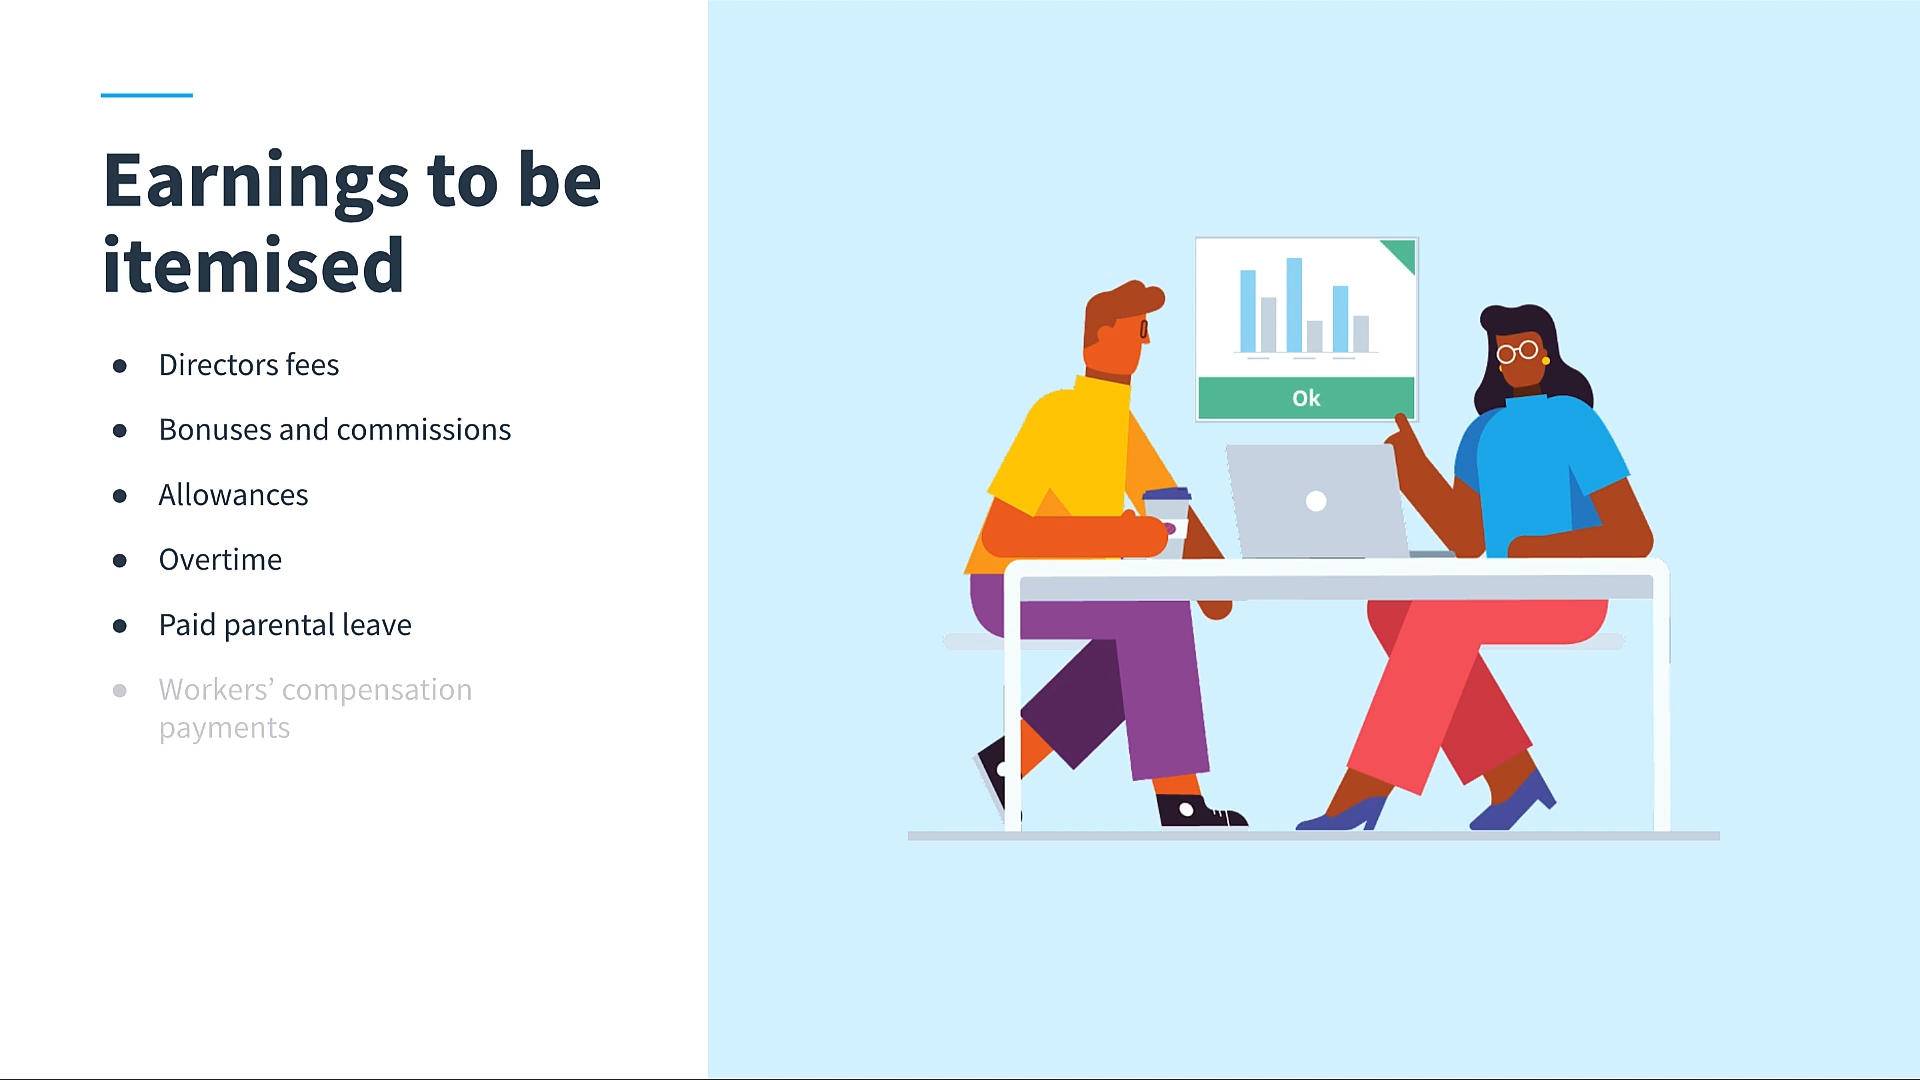 Earnings to be
itemised
● Directors fees
● Bonuses and commissions
● Allowances
● Overtime
● Paid parental leave
● Workers’ compensation
payments
Ok